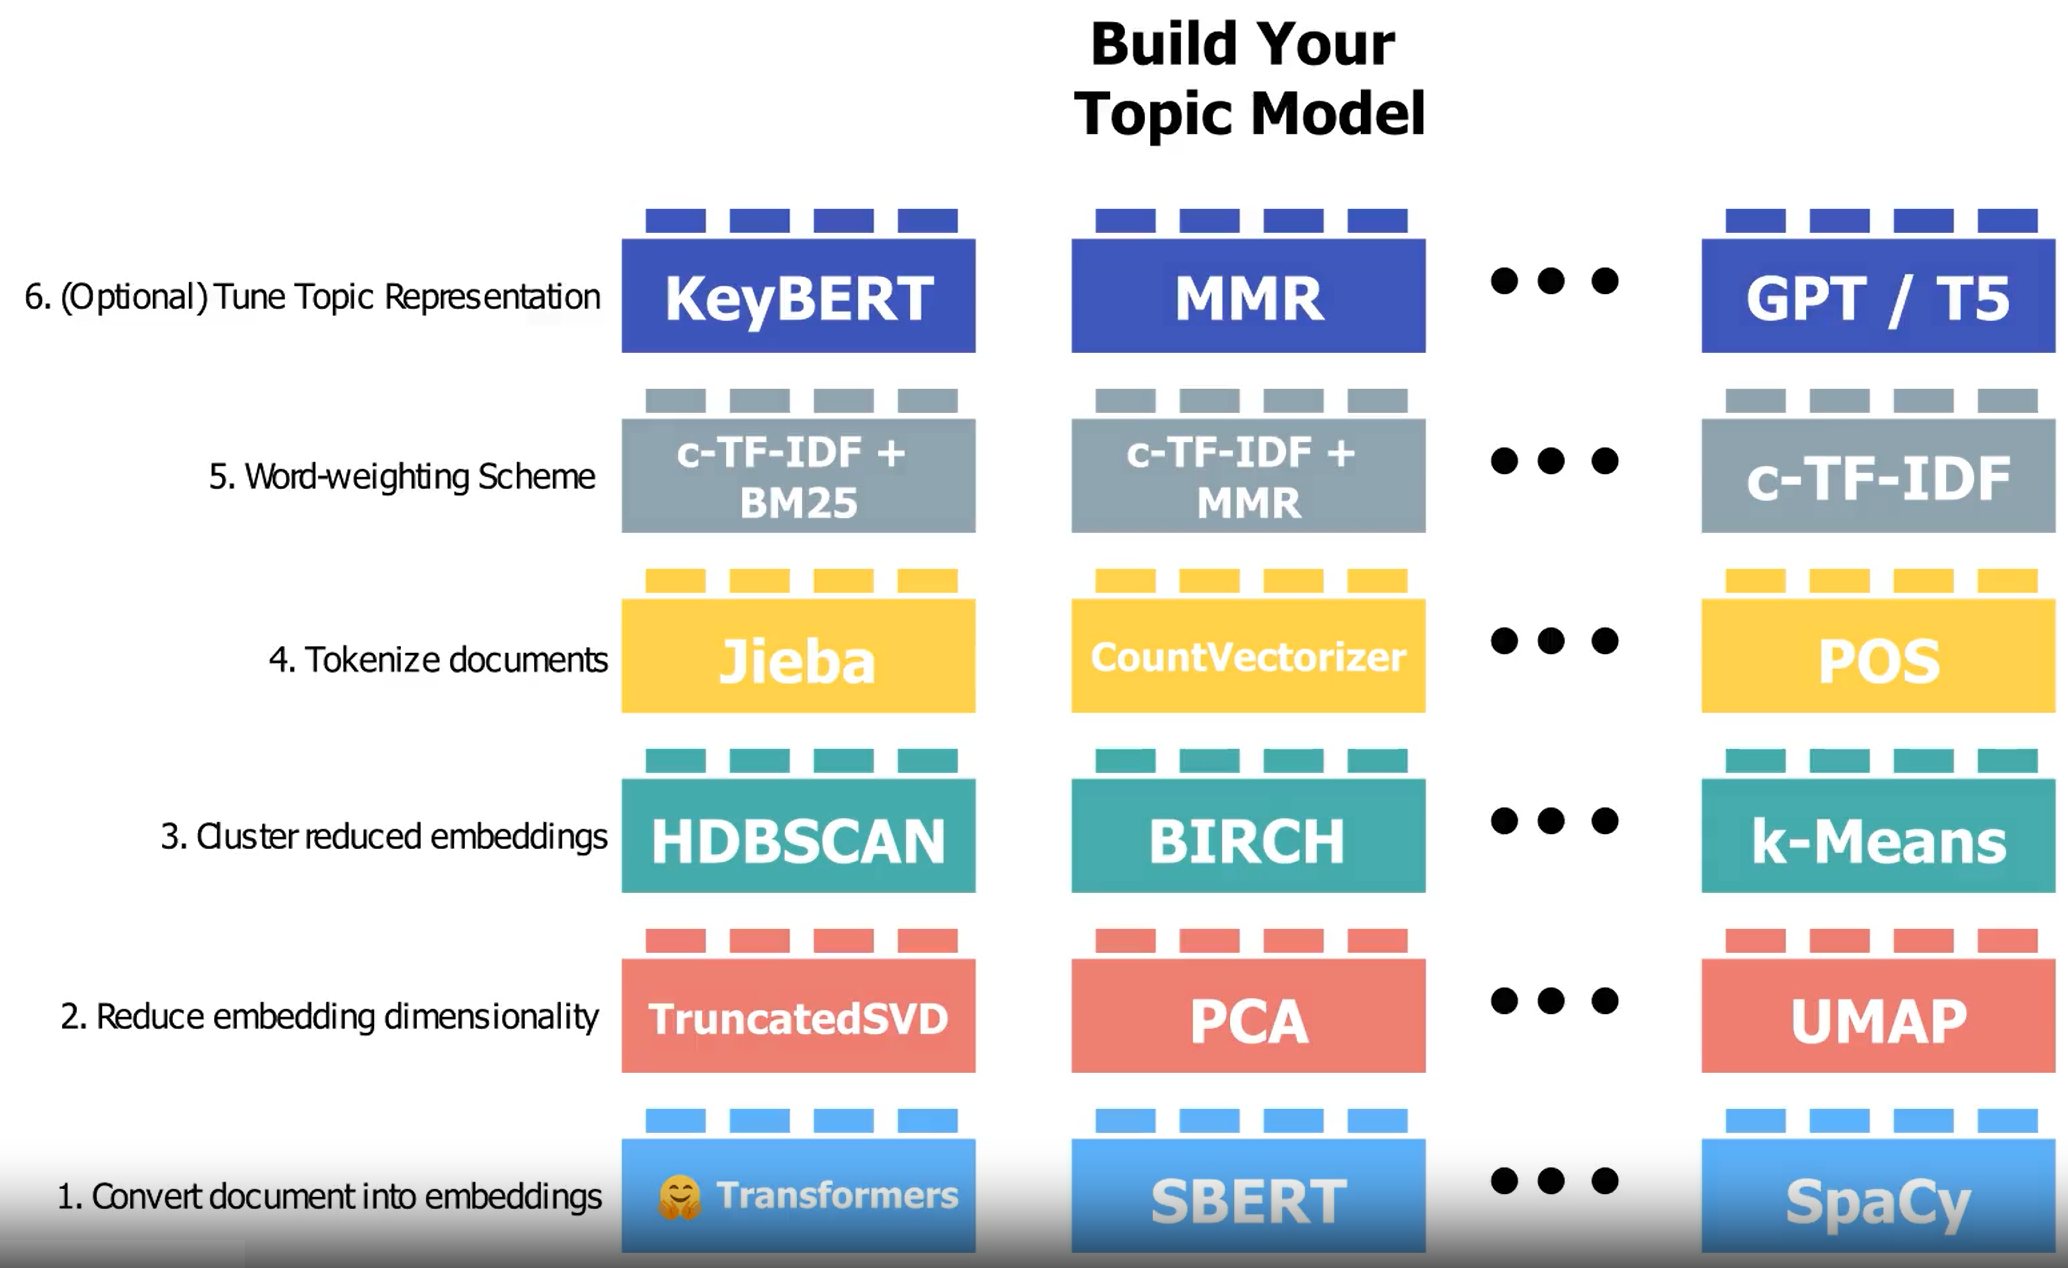 Build Your
Topic Model
6. (Optional) Tune Topic Representation
KeyBERT
MMR
GPT / T5
5. Word-weighting Scheme
c-TF-IDF +
BM25
c-TF-IDF +
MMR
c-TF-IDF
4. Tokenize documents
Jieba
CountVectorizer
POS
3. Cluster reduced embeddings
HDBSCAN
BIRCH
k-Means
2. Reduce embedding dimensionality
TruncatedSVD
PCA
UMAP
1. Convert document into embeddings
🤗 Transformers
SBERT
SpaCy